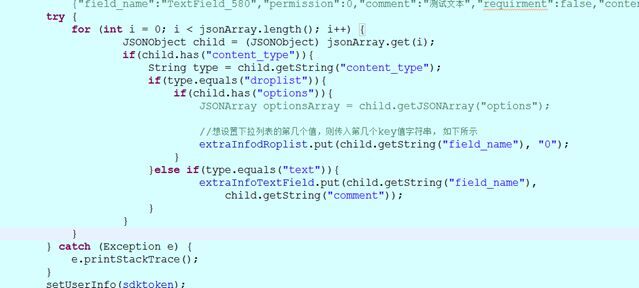 {"field_name":"TextField_580","permission":0,"comment":"测试文本","requirment":false,"conten
try {
for (int i = 0; i < jsonArray.length(); i++) {
JSONObject child = (JSONObject) jsonArray.get(i);
if(child.has("content_type")){
String type = child.getString("content_type");
if(type.equals("droplist")){
if(child.has("options")){
JSONArray optionsArray = child.getJSONArray("options");
//想设置下拉列表的第几个值，则传入第几个key值字符串，如下所示
extraInfodRoplist.put(child.getString("field_name"), "0");
}
}else if(type.equals("text")){
extraInfoTextField.put(child.getString("field_name"),
child.getString("comment"));
}
}
}
} catch (Exception e) {
e.printStackTrace();
}
setUserInfo(sdktoken);